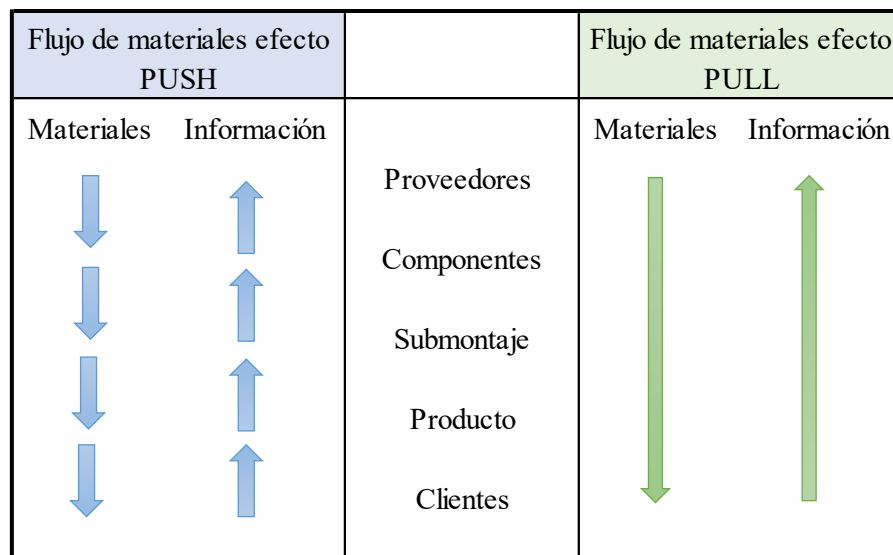 Flujo de materiales efecto
PUSH
Flujo de materiales efecto
PULL
Materiales Información
Materiales Información
Proveedores
Componentes
Submontaje
Producto
Clientes